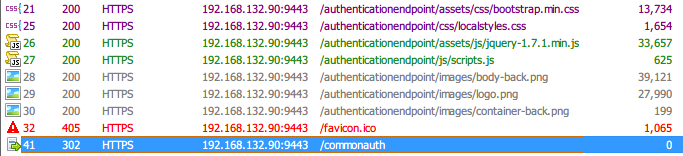 21 200 HTTPS 192.168.132.90:9443 /authenticationendpoint/assets/css/bootstrap.min.css 13,734
25 200 HTTPS 192.168.132.90:9443 /authenticationendpoint/css/localstyles.css 1,654
26 200 HTTPS 192.168.132.90:9443 /authenticationendpoint/assets/js/jquery-1.7.1.min.js 33,657
27 200 HTTPS 192.168.132.90:9443 /authenticationendpoint/js/scripts.js 625
28 200 HTTPS 192.168.132.90:9443 /authenticationendpoint/images/body-back.png 39,121
29 200 HTTPS 192.168.132.90:9443 /authenticationendpoint/images/logo.png 27,990
30 200 HTTPS 192.168.132.90:9443 /authenticationendpoint/images/container-back.png 199
32 405 HTTPS 192.168.132.90:9443 /favicon.ico 1,065
41 302 HTTPS 192.168.132.90:9443 /commonauth 0